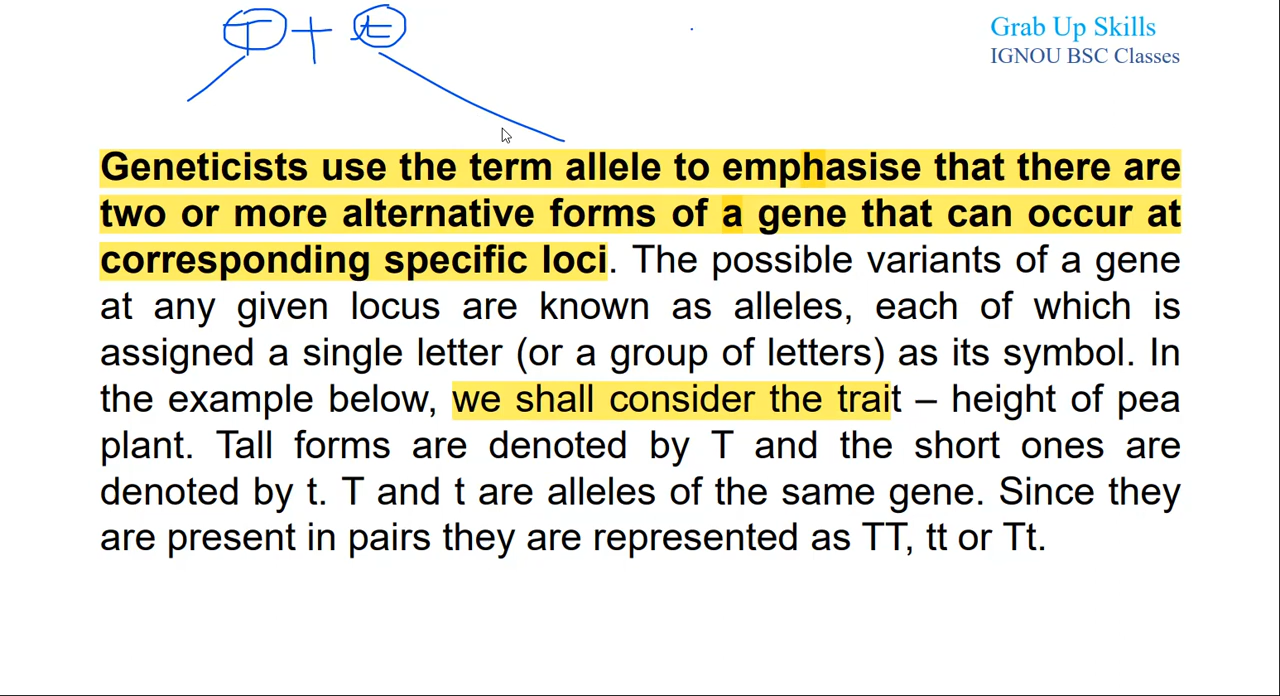 T + t
Grab Up Skills
IGNOU BSC Classes
Geneticists use the term allele to emphasise that there are
two or more alternative forms of a gene that can occur at
corresponding specific loci. The possible variants of a gene
at any given locus are known as alleles, each of which is
assigned a single letter (or a group of letters) as its symbol. In
the example below, we shall consider the trait – height of pea
plant. Tall forms are denoted by T and the short ones are
denoted by t. T and t are alleles of the same gene. Since they
are present in pairs they are represented as TT, tt or Tt.